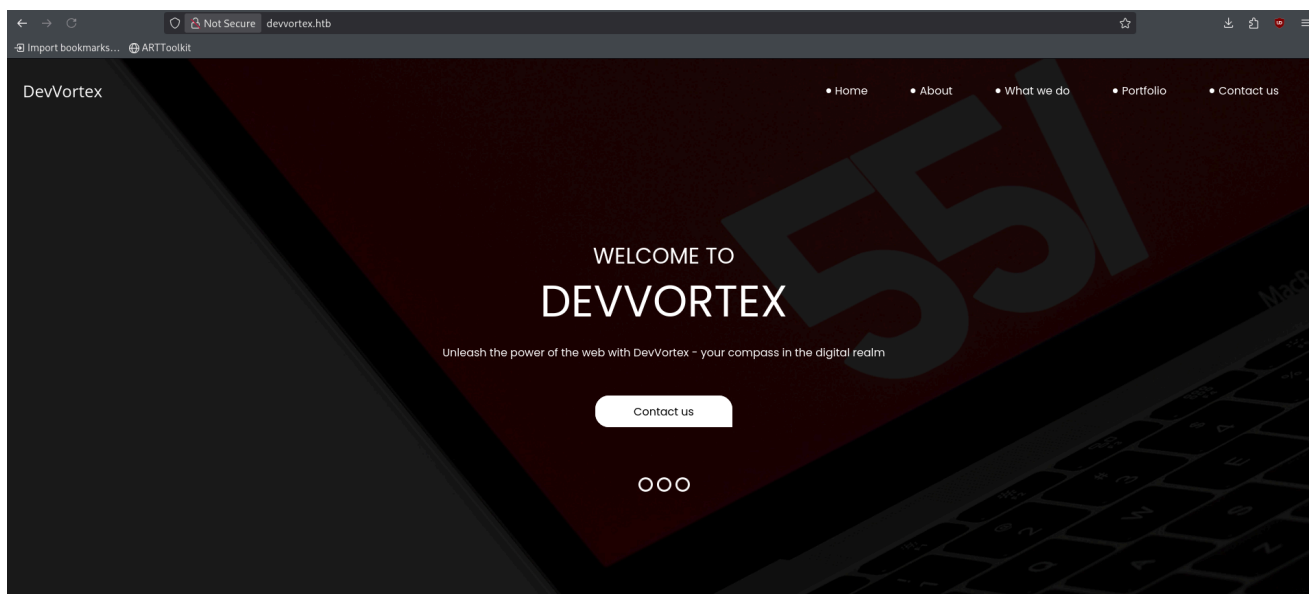 Not Secure devvortex.htb
Import bookmarks... ARTToolkit
DevVortex • Home • About • What we do • Portfolio • Contact us
55/
WELCOME TO
DEVVORTEX
Unleash the power of the web with DevVortex - your compass in the digital realm
Contact us